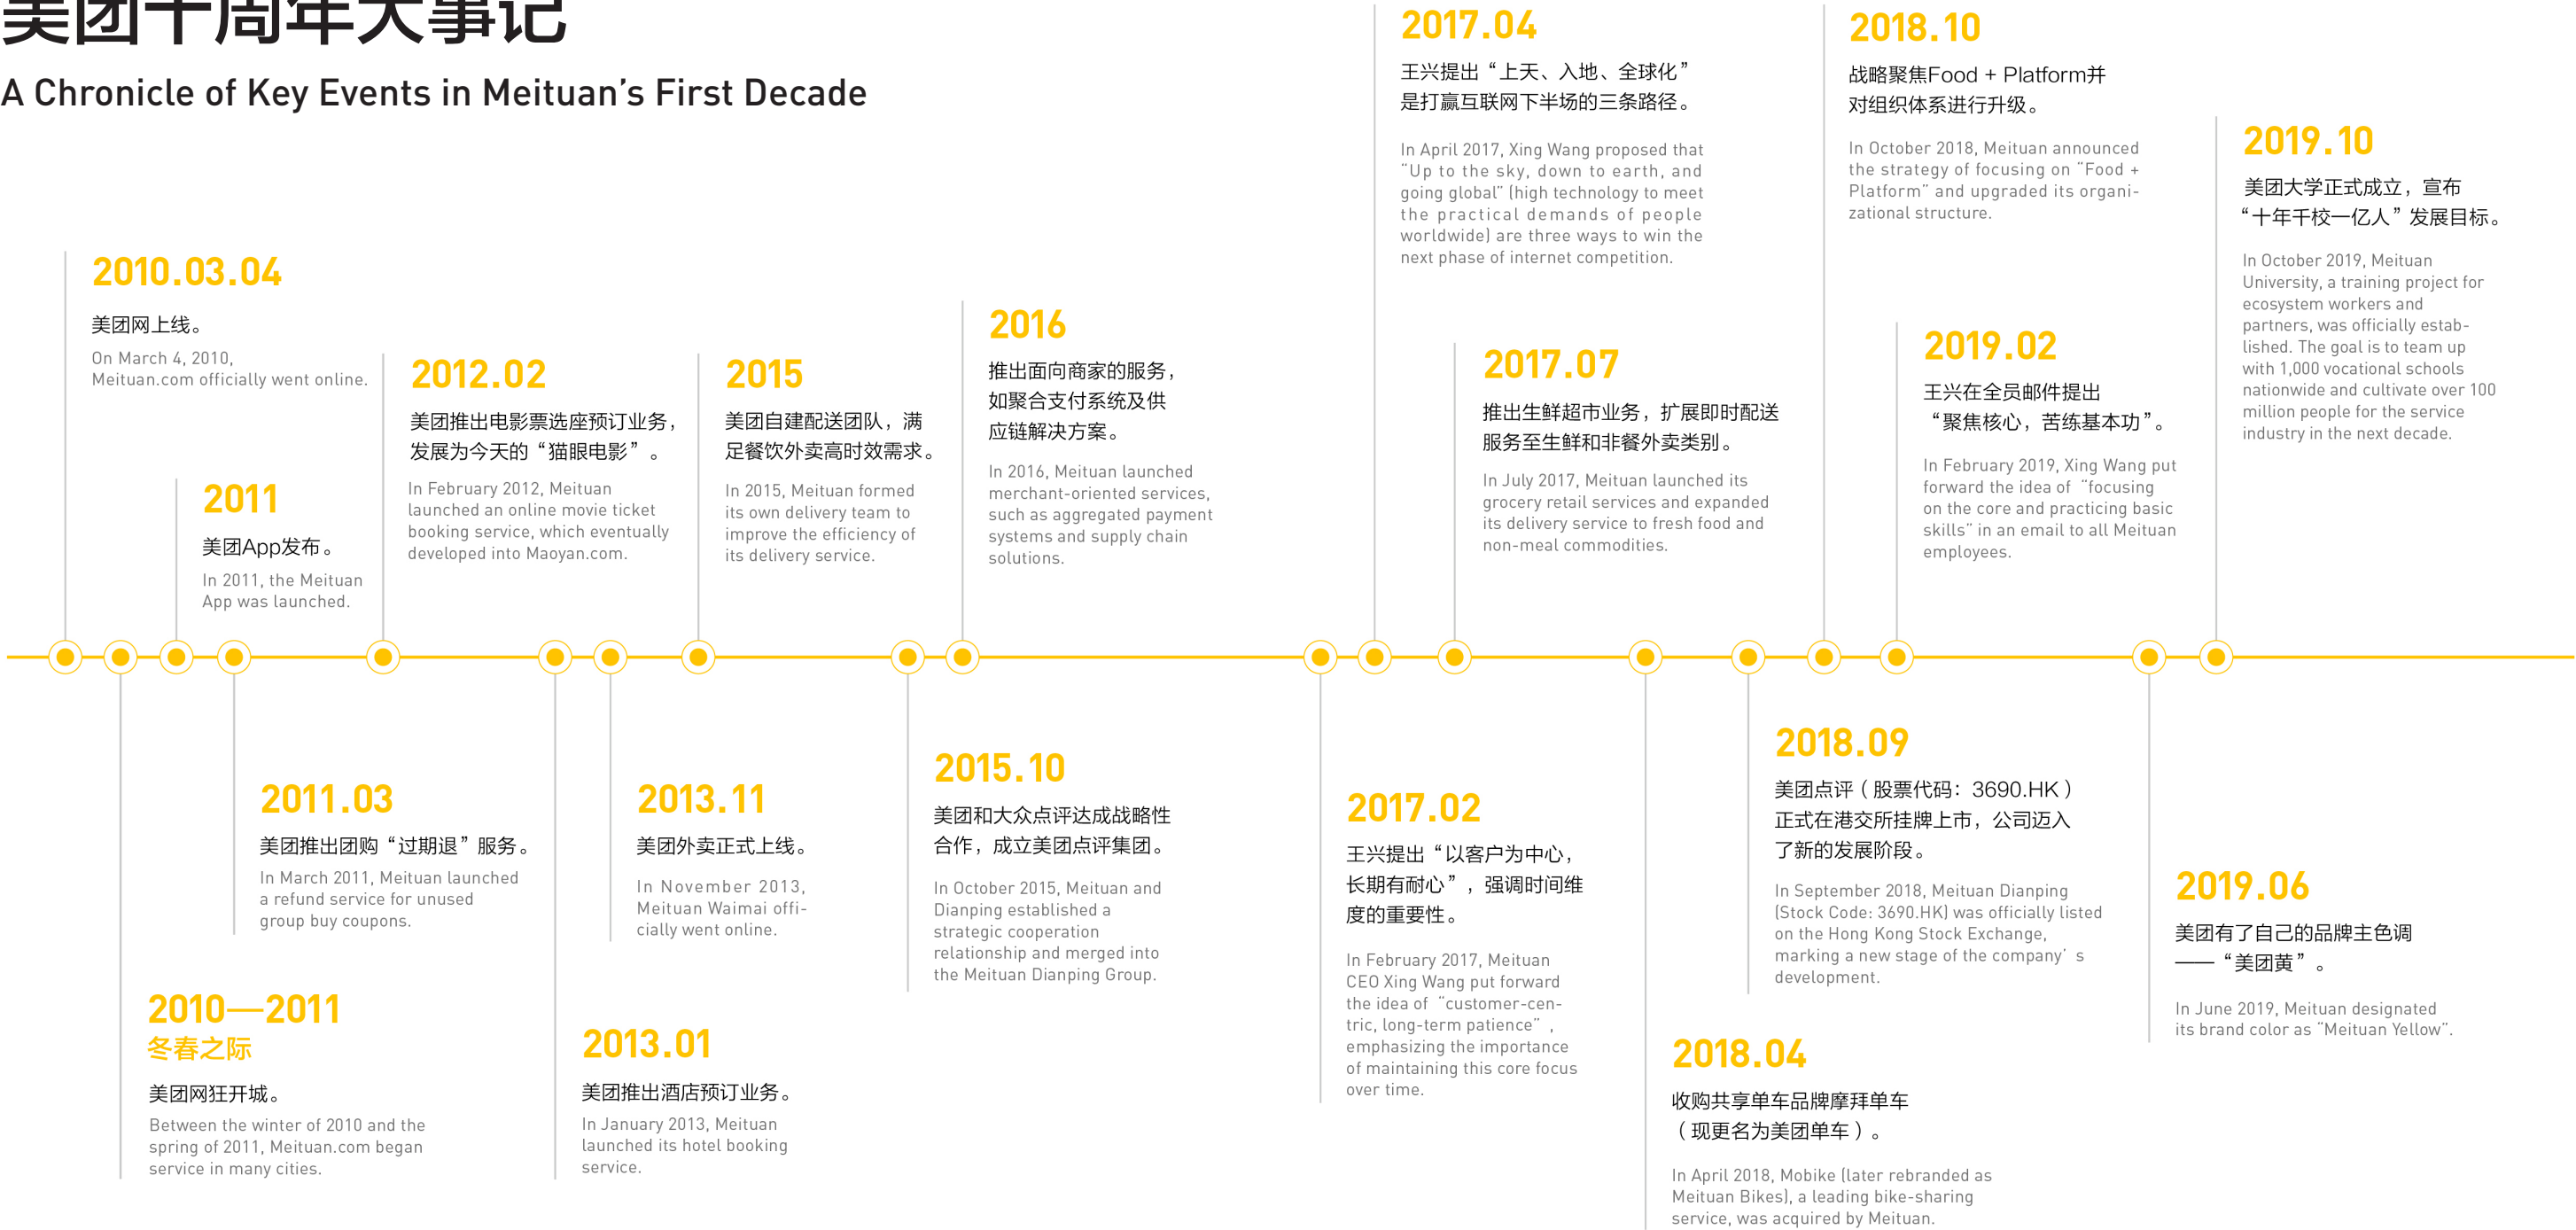 美团十周年大事记
A Chronicle of Key Events in Meituan’s First Decade
2010.03.04
美团网上线。
On March 4, 2010,
Meituan.com officially went online.
2010—2011
冬春之际
美团网狂开城。
Between the winter of 2010 and the
spring of 2011, Meituan.com began
service in many cities.
2011
美团App发布。
In 2011, the Meituan
App was launched.
2011.03
美团推出团购“过期退”服务。
In March 2011, Meituan launched
a refund service for unused
group buy coupons.
2012.02
美团推出电影票选座预订业务，
发展为今天的“猫眼电影”。
In February 2012, Meituan
launched an online movie ticket
booking service, which eventually
developed into Maoyan.com.
2013.01
美团推出酒店预订业务。
In January 2013, Meituan
launched its hotel booking
service.
2013.11
美团外卖正式上线。
In November 2013,
Meituan Waimai offi-
cially went online.
2015
美团自建配送团队，满
足餐饮外卖高时效需求。
In 2015, Meituan formed
its own delivery team to
improve the efficiency of
its delivery service.
2015.10
美团和大众点评达成战略性
合作，成立美团点评集团。
In October 2015, Meituan and
Dianping established a
strategic cooperation
relationship and merged into
the Meituan Dianping Group.
2016
推出面向商家的服务，
如聚合支付系统及供
应链解决方案。
In 2016, Meituan launched
merchant-oriented services,
such as aggregated payment
systems and supply chain
solutions.
2017.02
王兴提出“以客户为中心，
长期有耐心”，强调时间维
度的重要性。
In February 2017, Meituan
CEO Xing Wang put forward
the idea of “customer-cen-
tric, long-term patience”,
emphasizing the importance
of maintaining this core focus
over time.
2017.04
王兴提出“上天、入地、全球化”
是打赢互联网下半场的三条路径。
In April 2017, Xing Wang proposed that
“Up to the sky, down to earth, and
going global” (high technology to meet
the practical demands of people
worldwide) are three ways to win the
next phase of internet competition.
2017.07
推出生鲜超市业务，扩展即时配送
服务至生鲜和非餐外卖类别。
In July 2017, Meituan launched its
grocery retail services and expanded
its delivery service to fresh food and
non-meal commodities.
2018.04
收购共享单车品牌摩拜单车
（现更名为美团单车）。
In April 2018, Mobike (later rebranded as
Meituan Bikes), a leading bike-sharing
service, was acquired by Meituan.
2018.09
美团点评（股票代码：3690.HK）
正式在港交所挂牌上市，公司迈入
了新的发展阶段。
In September 2018, Meituan Dianping
(Stock Code: 3690.HK) was officially listed
on the Hong Kong Stock Exchange,
marking a new stage of the company’s
development.
2018.10
战略聚焦Food + Platform并
对组织体系进行升级。
In October 2018, Meituan announced
the strategy of focusing on “Food +
Platform” and upgraded its organi-
zational structure.
2019.02
王兴在全员邮件提出
“聚焦核心，苦练基本功”。
In February 2019, Xing Wang put
forward the idea of “focusing
on the core and practicing basic
skills” in an email to all Meituan
employees.
2019.06
美团有了自己的品牌主色调
——“美团黄”。
In June 2019, Meituan designated
its brand color as “Meituan Yellow”.
2019.10
美团大学正式成立，宣布
“十年千校一亿人”发展目标。
In October 2019, Meituan
University, a training project for
ecosystem workers and
partners, was officially estab-
lished. The goal is to team up
with 1,000 vocational schools
nationwide and cultivate over 100
million people for the service
industry in the next decade.